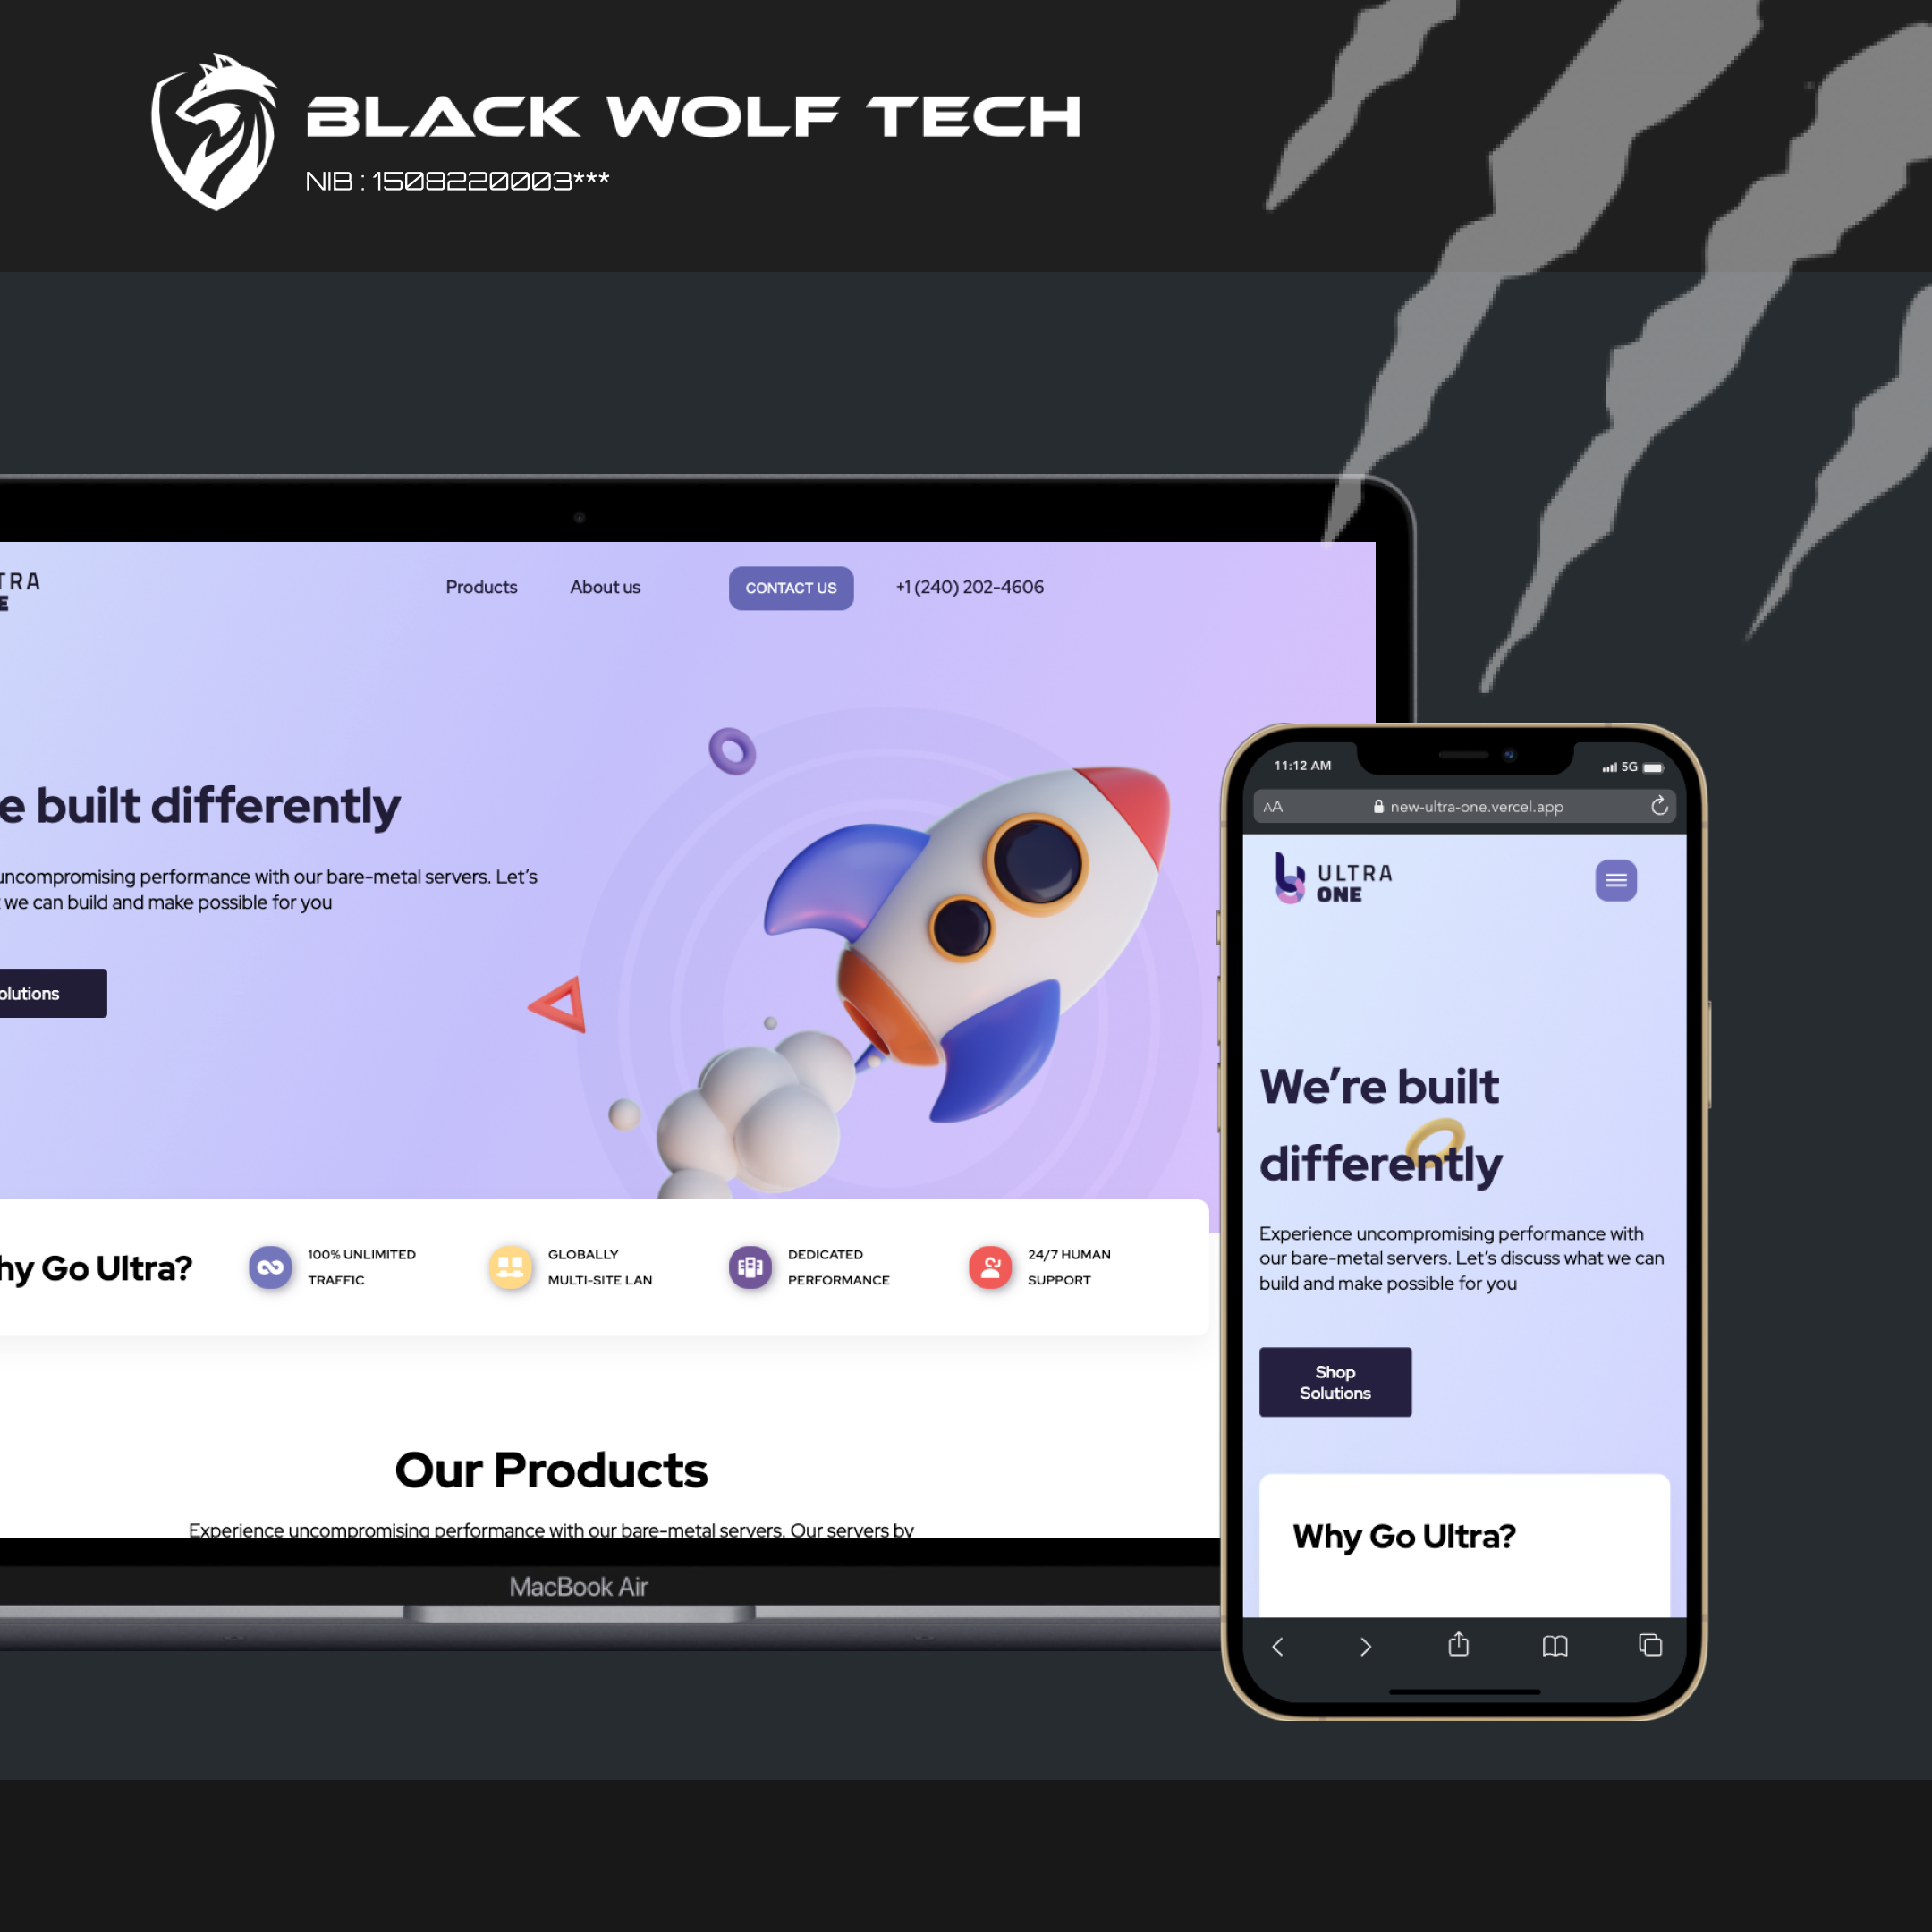 BLACK WOLF TECH
NIB : 1508220003***
TRA
E
Products
About us
CONTACT US
+1 (240) 202-4606
e built differently
uncompromising performance with our bare-metal servers. Let's
we can build and make possible for you
olutions
hy Go Ultra?
100% UNLIMITED
TRAFFIC
GLOBALLY
MULTI-SITE LAN
DEDICATED
PERFORMANCE
24/7 HUMAN
SUPPORT
Our Products
Experience uncompromising performance with our bare-metal servers. Our servers by
MacBook Air
11:12 AM
5G
AA
new-ultra-one.vercel.app
ULTRA
ONE
We're built
differently
Experience uncompromising performance with
our bare-metal servers. Let's discuss what we can
build and make possible for you
Shop
Solutions
Why Go Ultra?